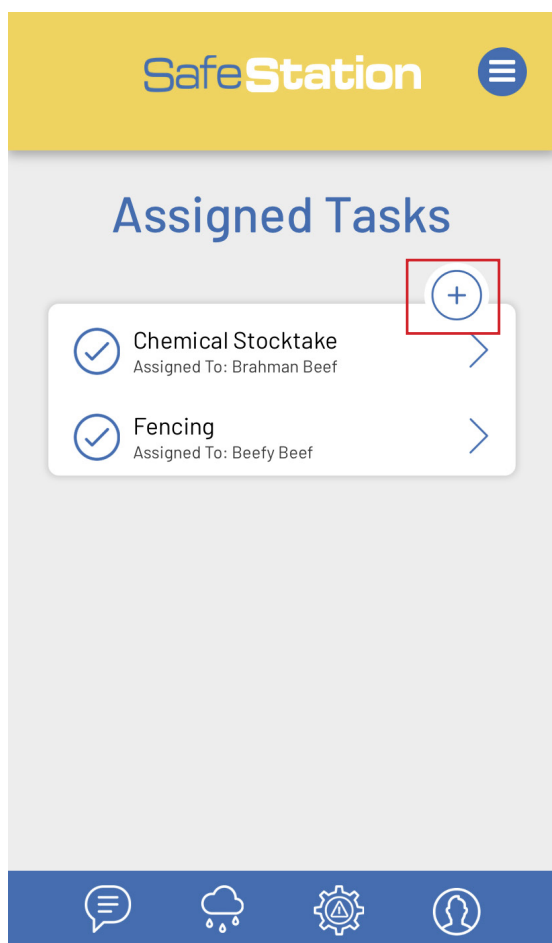 SafeStation
Assigned Tasks
Chemical Stocktake
Assigned To: Brahman Beef
Fencing
Assigned To: Beefy Beef